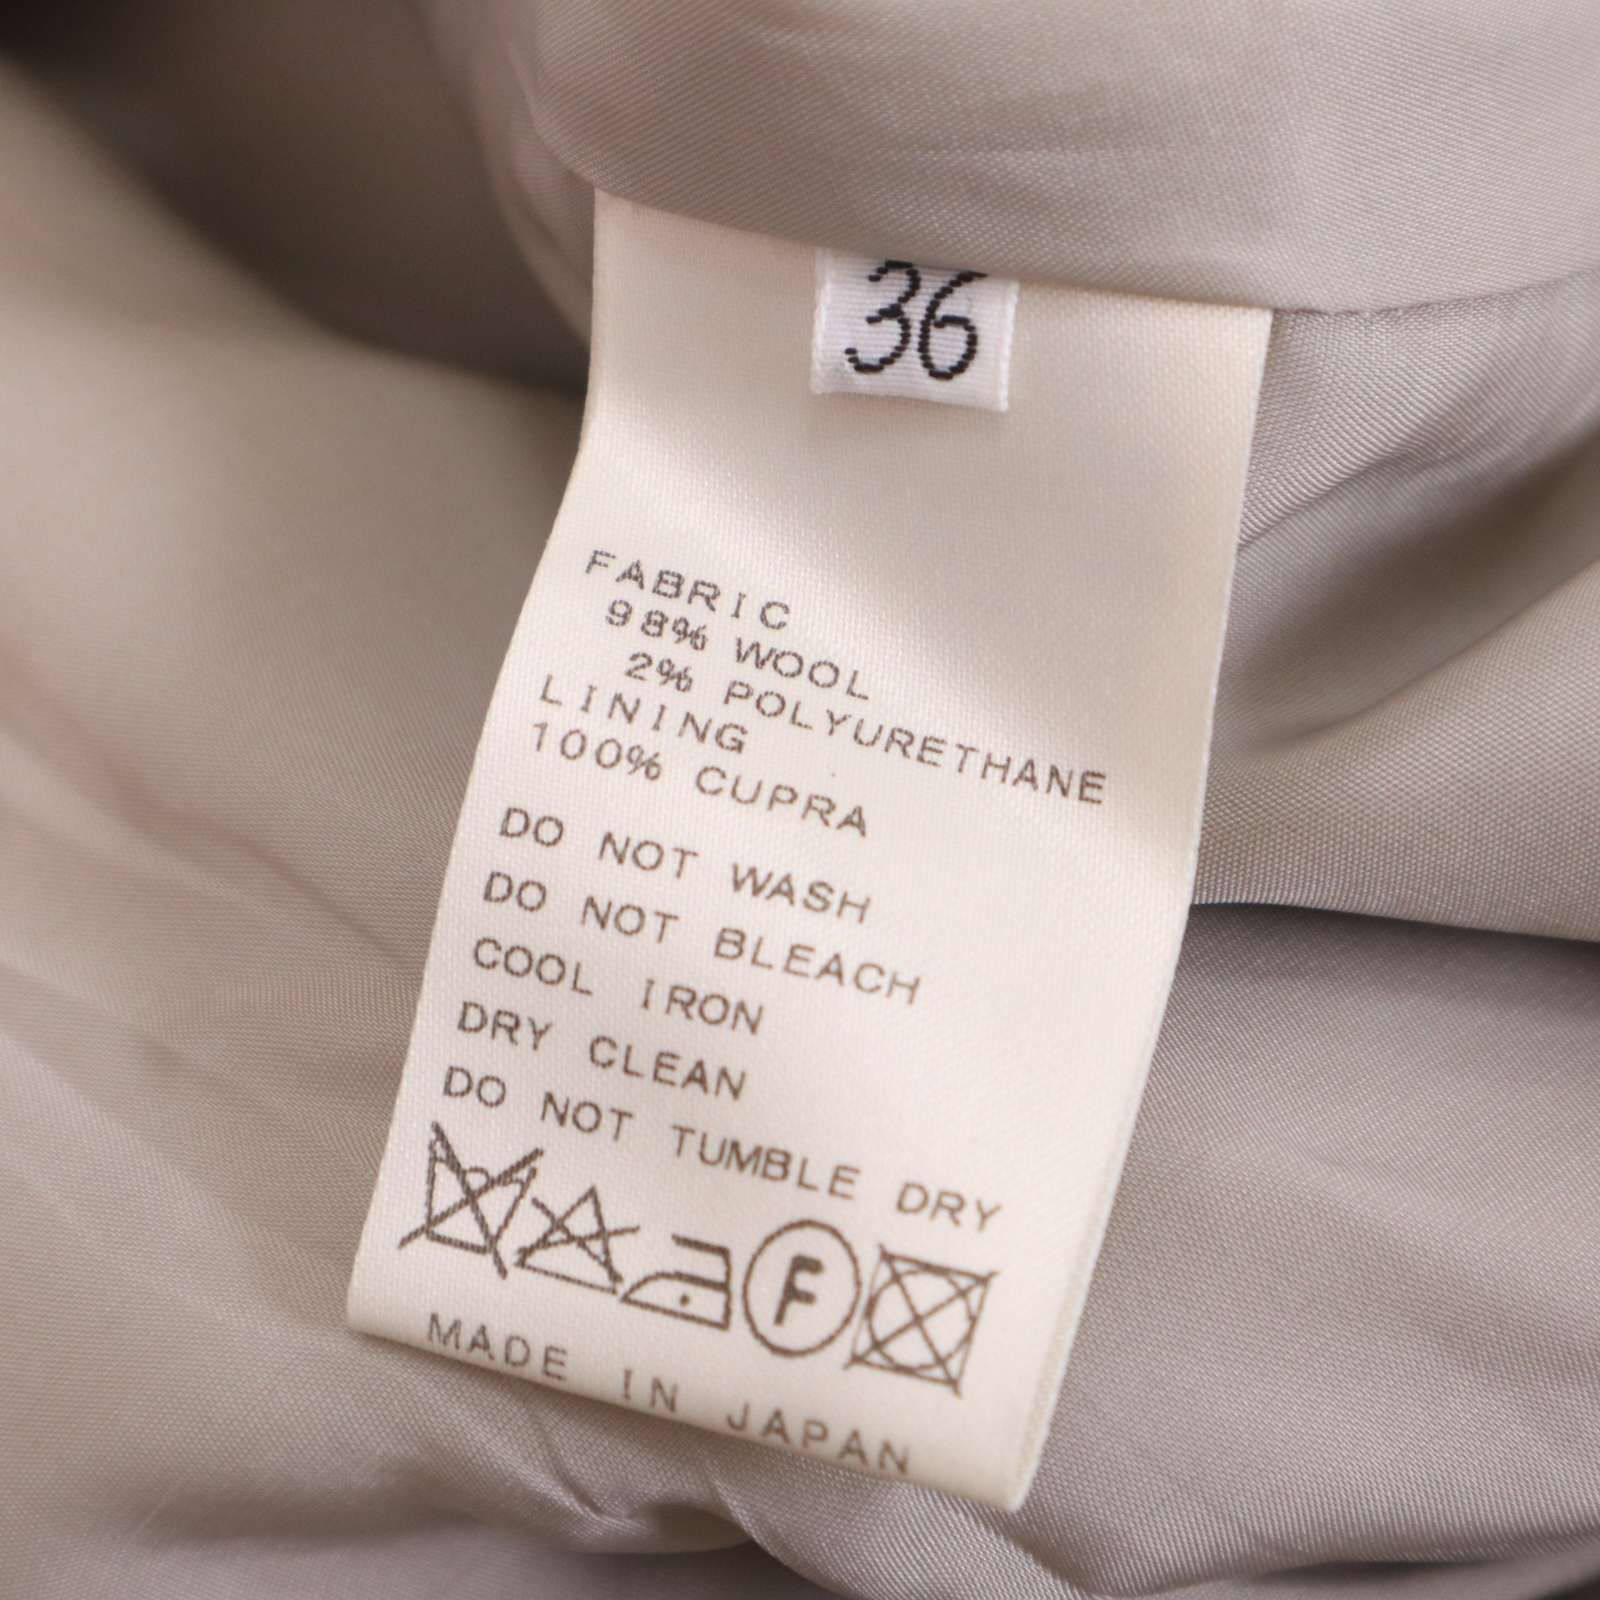 36
FABRIC
98% WOOL
2% POLYURETHANE
LINING
100% CUPRA
DO NOT WASH
DO NOT BLEACH
COOL IRON
DRY CLEAN
DO NOT TUMBLE DRY
F
MADE IN JAPAN